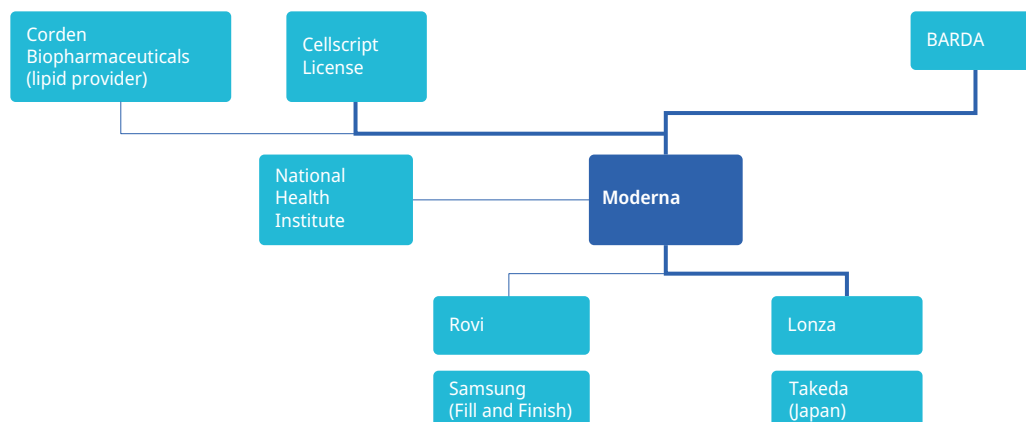 Corden
Biopharmaceuticals
(lipid provider)
Cellscript
License
BARDA
National
Health
Institute
Moderna
Rovi
Lonza
Samsung
(Fill and Finish)
Takeda
(Japan)